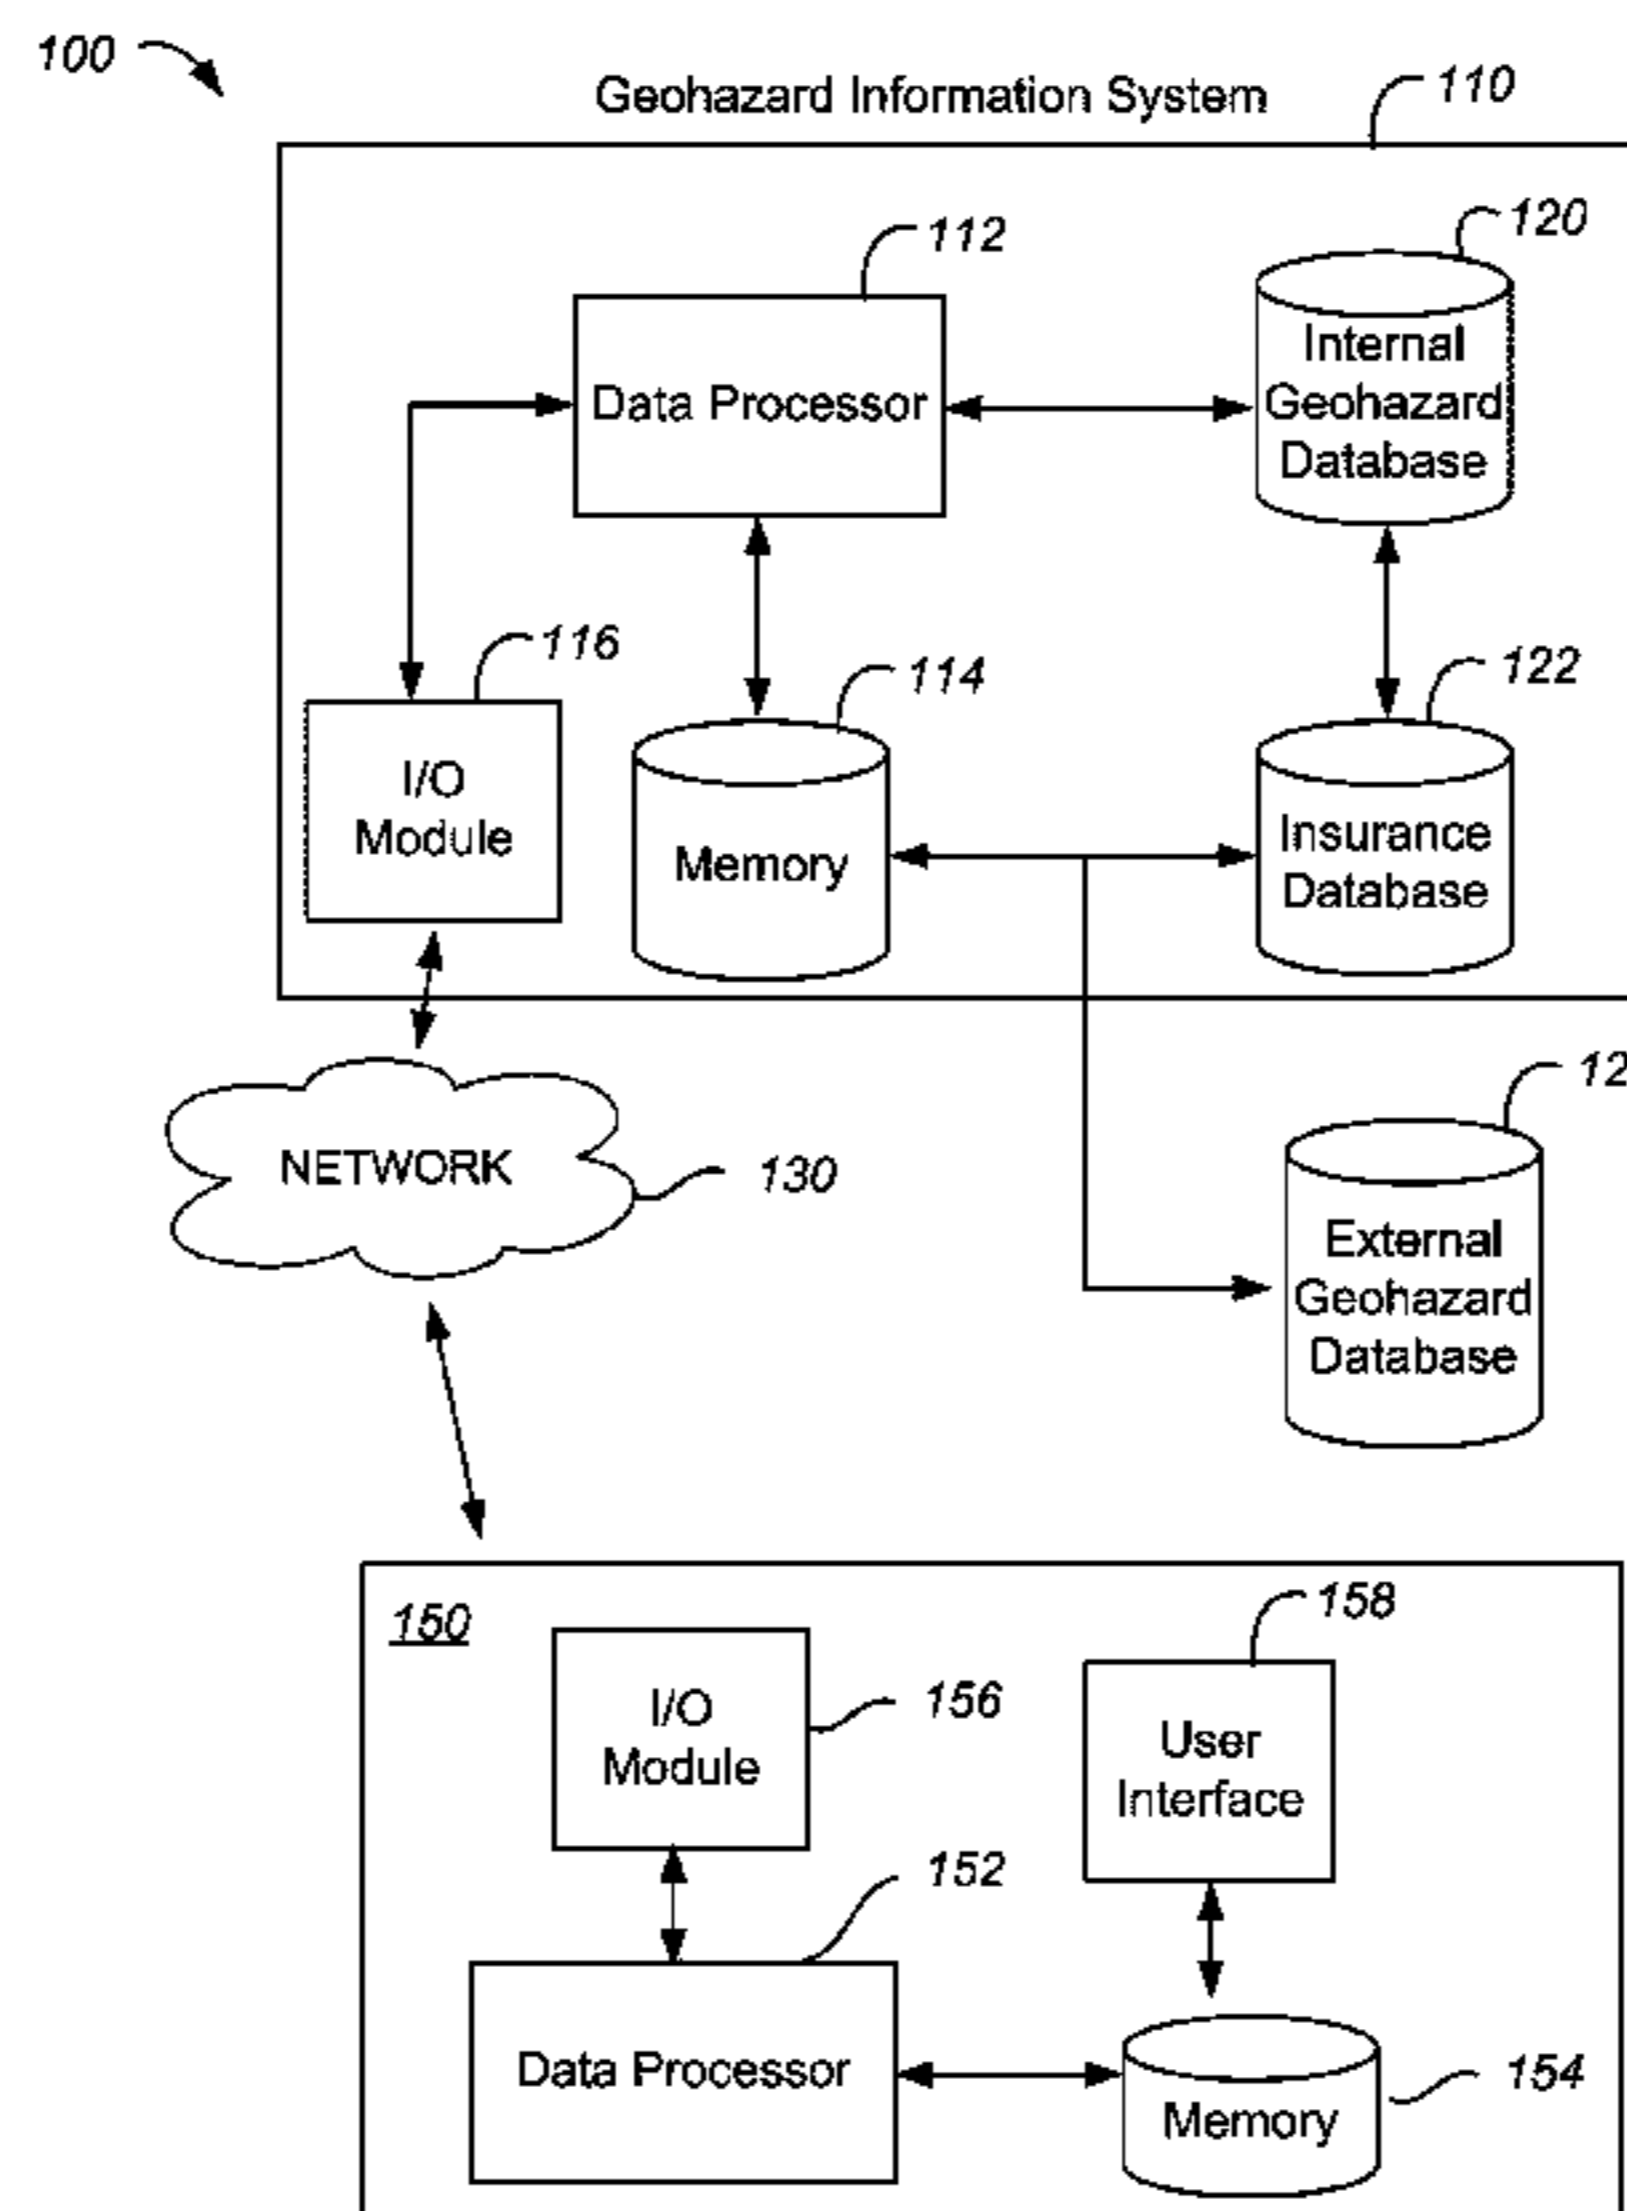 100
Geohazard Information System
110
112
120
Data Processor
Internal
Geohazard
Database
116
114
122
I/O
Module
Memory
Insurance
Database
12
NETWORK
130
External
Geohazard
Database
150
158
I/O
Module
156
User
Interface
152
Data Processor
Memory
154